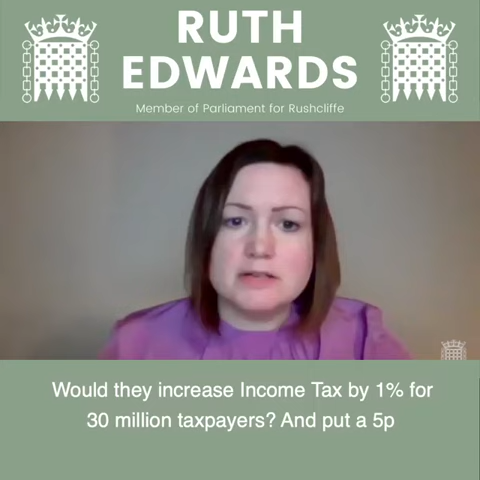 RUTH
EDWARDS
Member of Parliament for Rushcliffe
Would they increase Income Tax by 1% for
30 million taxpayers? And put a 5p